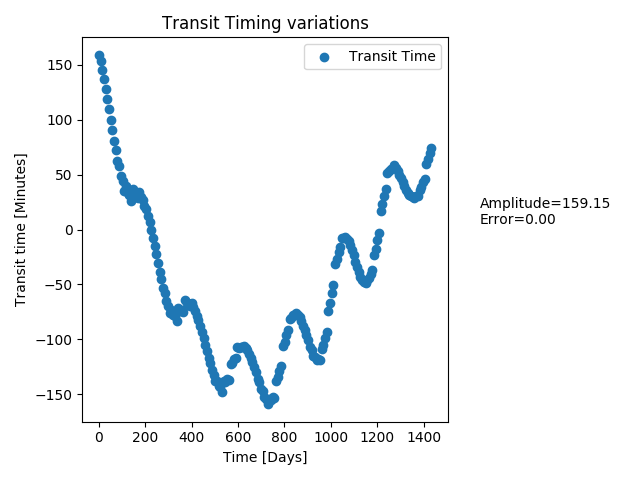 Transit Timing variations
Transit Time
150
100
50
0
−50
−100
−150
Transit time [Minutes]
0 200 400 600 800 1000 1200 1400
Time [Days]
Amplitude=159.15
Error=0.00